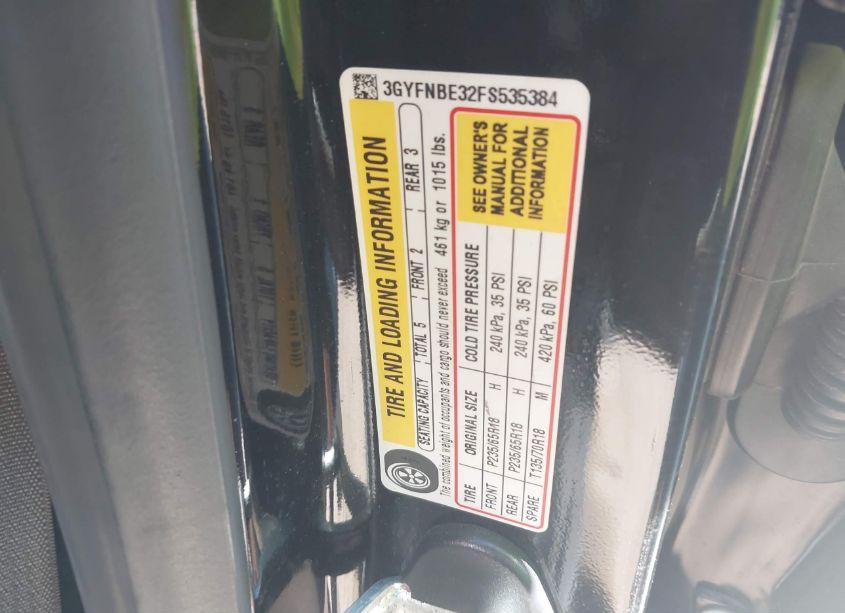 3GYFNBE32FS535384
TIRE AND LOADING INFORMATION
SEATING CAPACITY TOTAL 5 FRONT 2 REAR 3
The combined weight of occupants and cargo should never exceed 461 kg or 1015 lbs.
TIRE ORIGINAL SIZE COLD TIRE PRESSURE
FRONT P235/65R18 H 240 kPa, 35 PSI
REAR P235/65R18 H 240 kPa, 35 PSI
SPARE T135/70R18 M 420 kPa, 60 PSI
SEE OWNER'S
MANUAL FOR
ADDITIONAL
INFORMATION